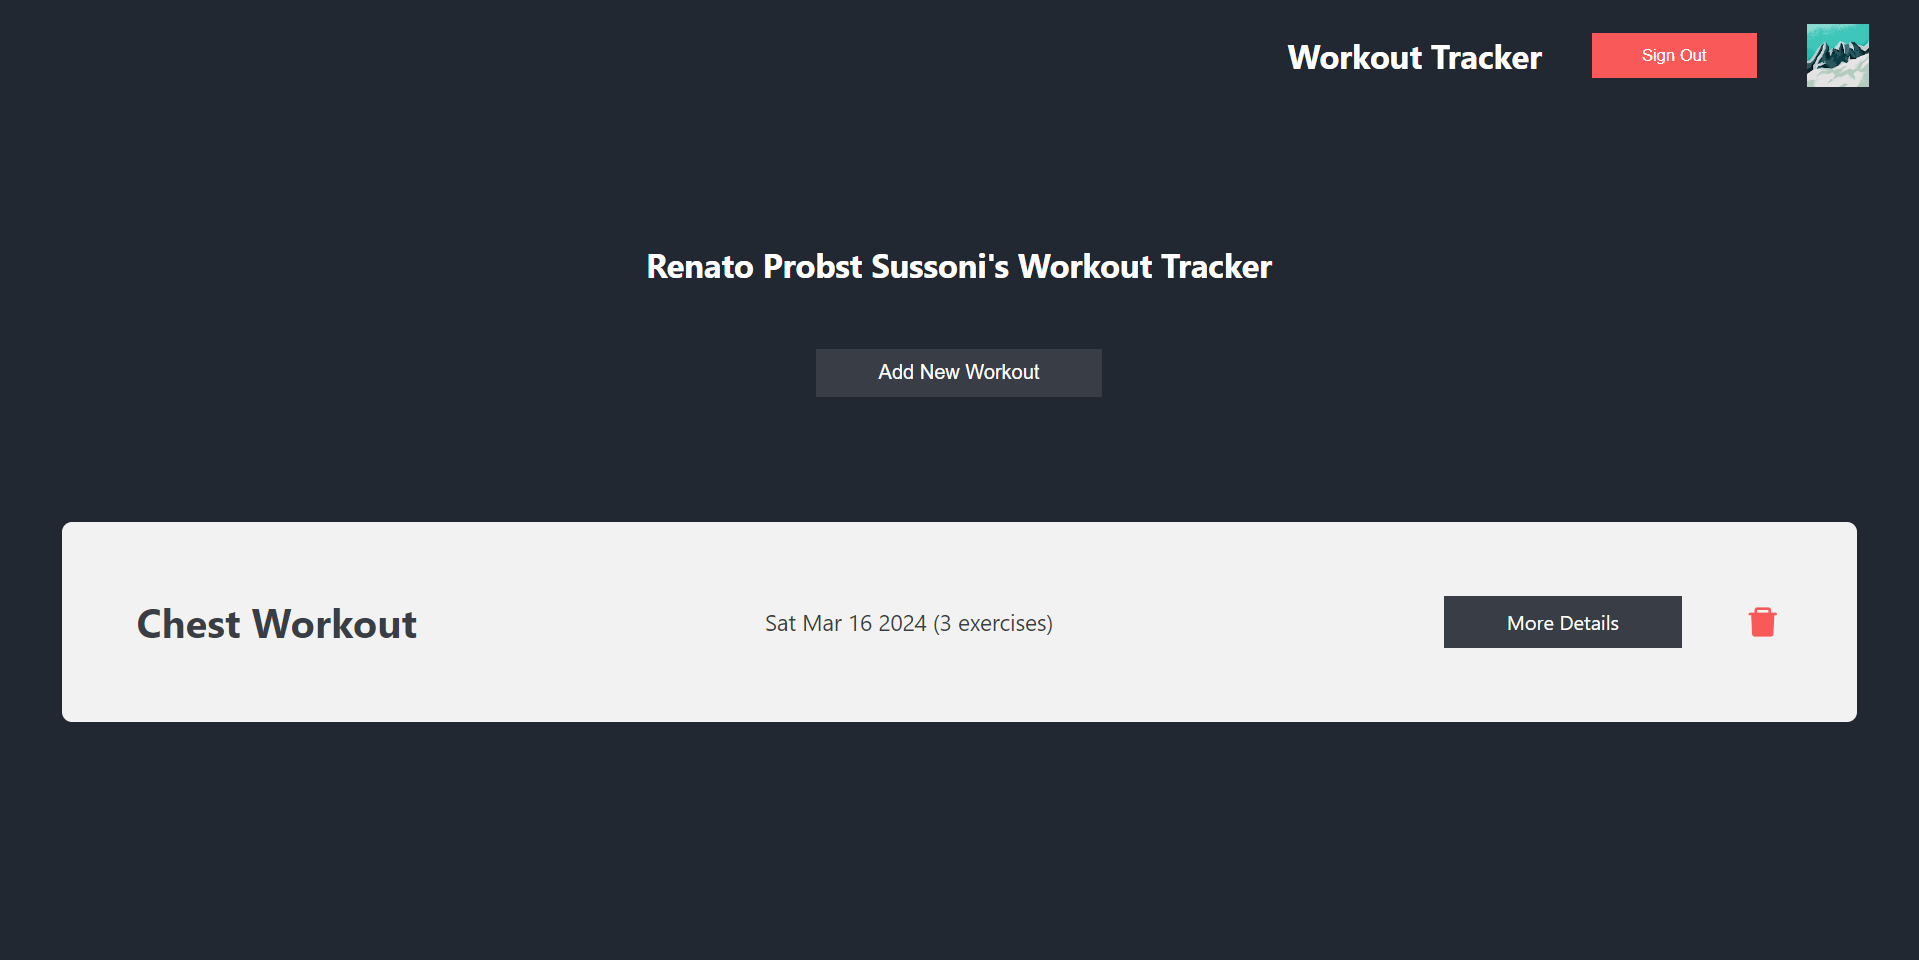 Workout Tracker
Sign Out
Renato Probst Sussoni's Workout Tracker
Add New Workout
Chest Workout
Sat Mar 16 2024 (3 exercises)
More Details